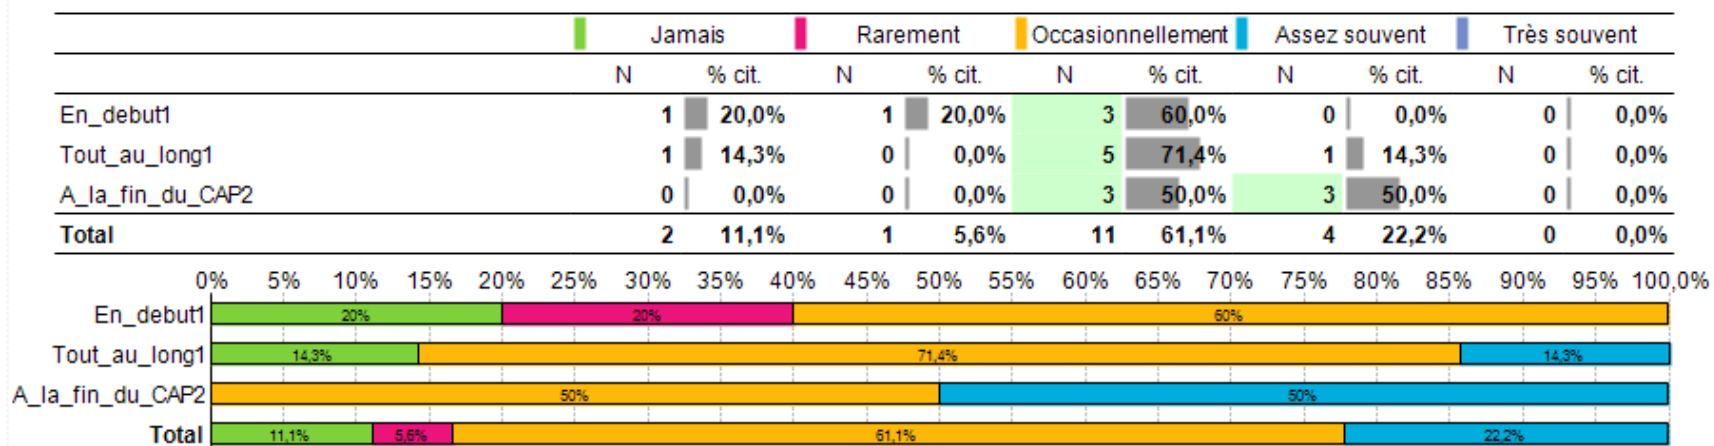 Jamais Rarement Occasionnellement Assez souvent Très souvent
N % cit. N % cit. N % cit. N % cit. N % cit.
En_debut1 1 20,0% 1 20,0% 3 60,0% 0 0,0% 0 0,0%
Tout_au_long1 1 14,3% 0 0,0% 5 71,4% 1 14,3% 0 0,0%
A_la_fin_du_CAP2 0 0,0% 0 0,0% 3 50,0% 3 50,0% 0 0,0%
Total 2 11,1% 1 5,6% 11 61,1% 4 22,2% 0 0,0%
0% 5% 10% 15% 20% 25% 30% 35% 40% 45% 50% 55% 60% 65% 70% 75% 80% 85% 90% 95% 100,0%
En_debut1 20% 20% 60%
Tout_au_long1 14,3% 71,4% 14,3%
A_la_fin_du_CAP2 50% 50%
Total 11,1% 5,6% 61,1% 22,2%